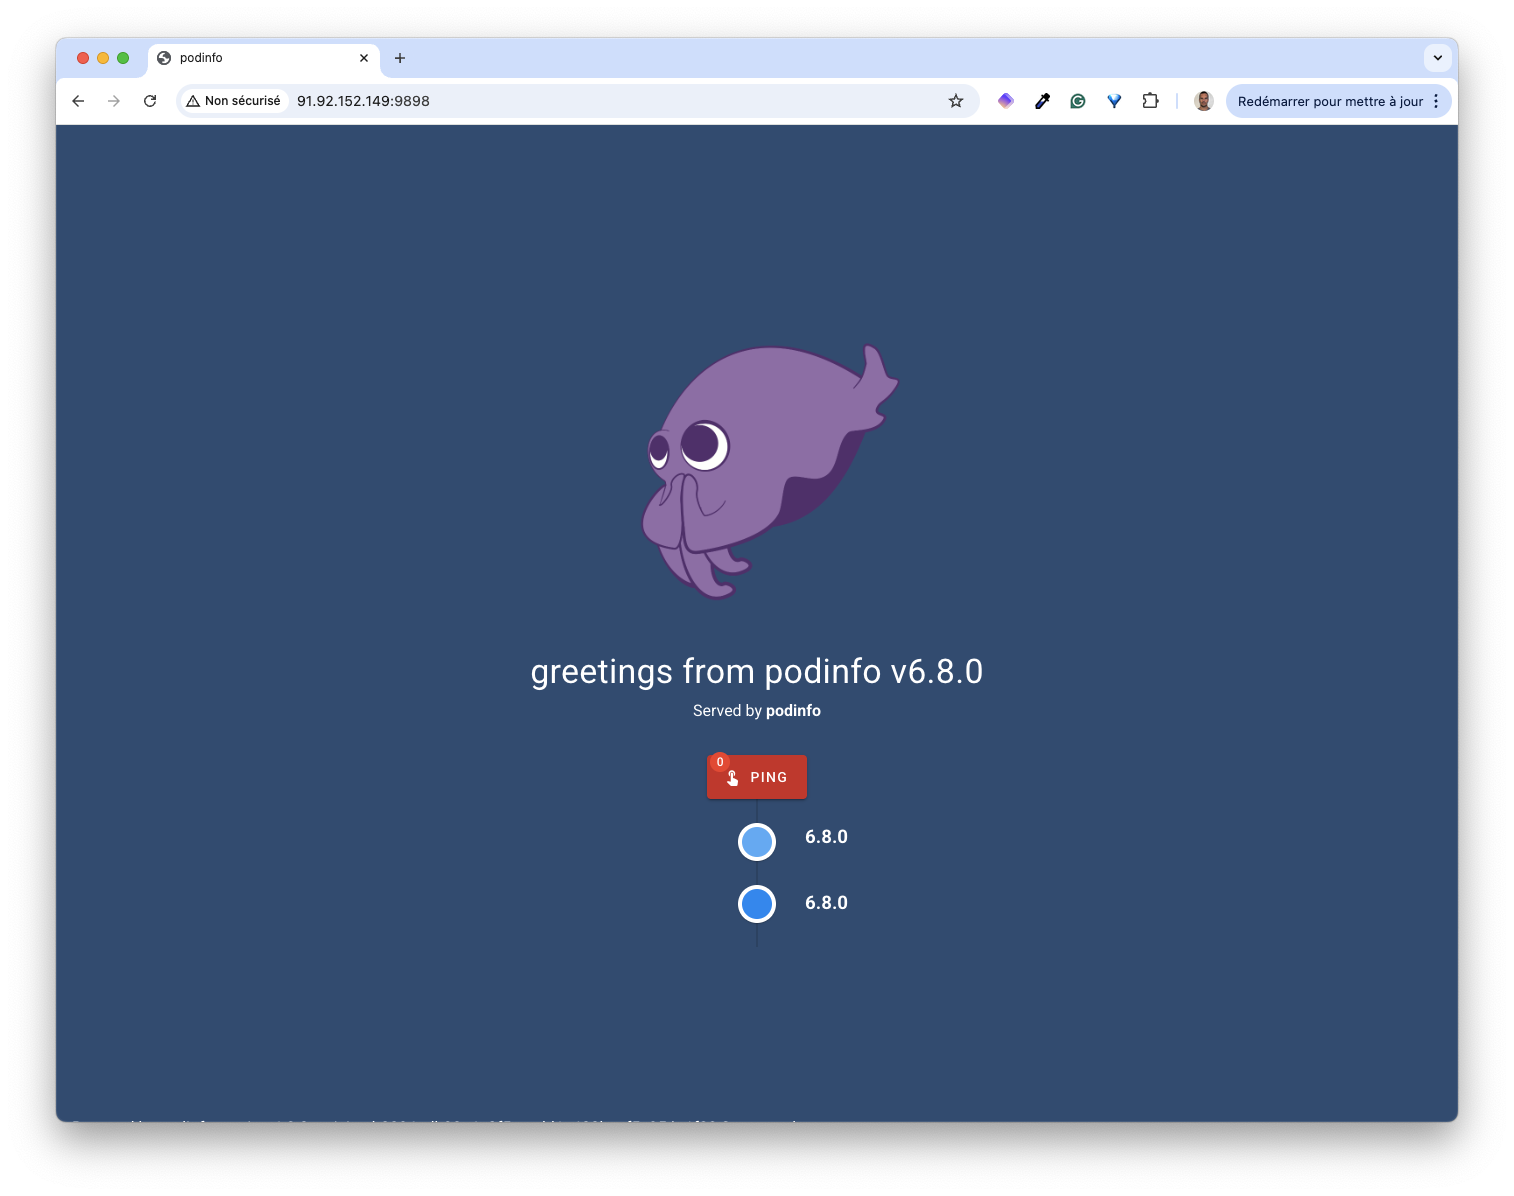 podinfo
Non sécurisé
91.92.152.149:9898
Redémarrer pour mettre à jour
greetings from podinfo v6.8.0
Served by podinfo
0
PING
6.8.0
6.8.0